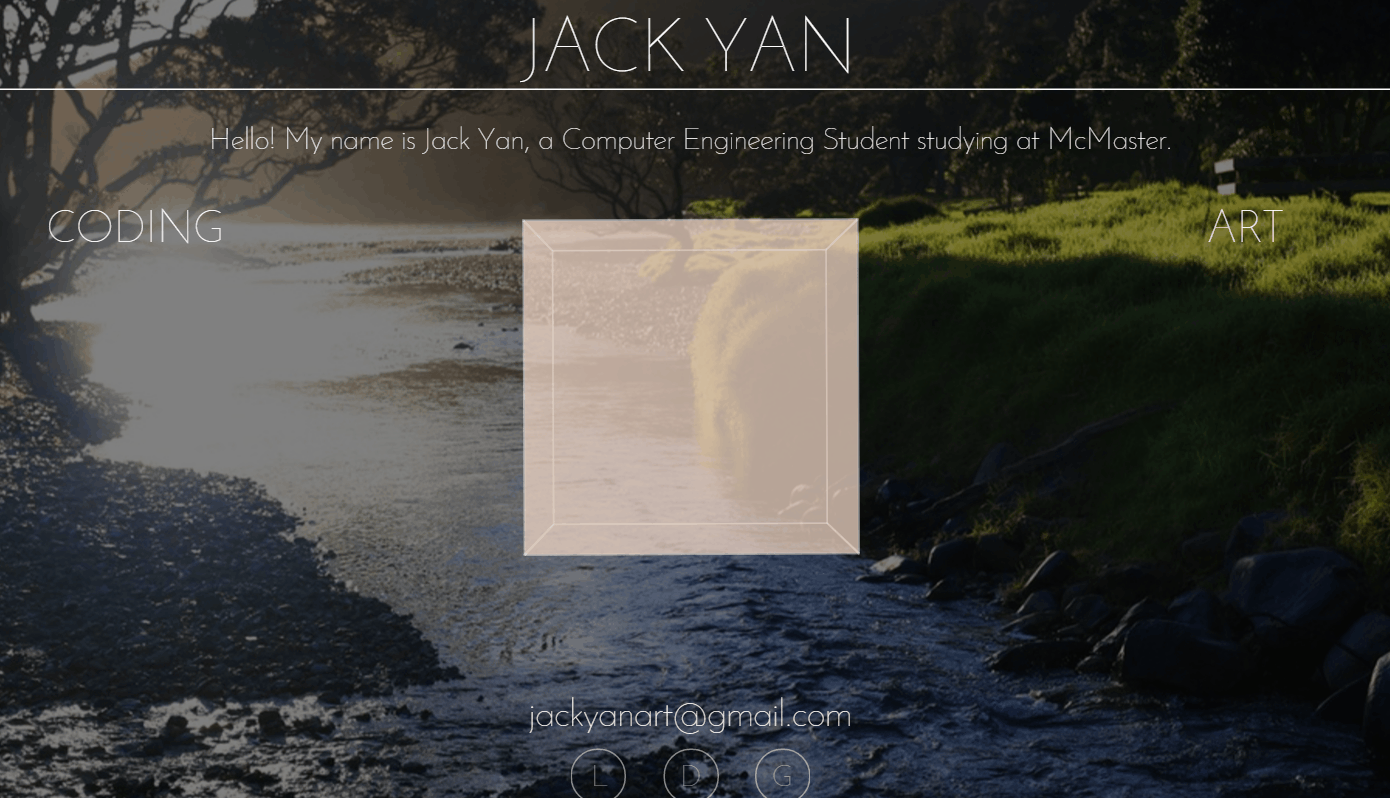 JACK YAN
Hello! My name is Jack Yan, a Computer Engineering Student studying at McMaster.
CODING
ART
jackyanart@gmail.com
L D G